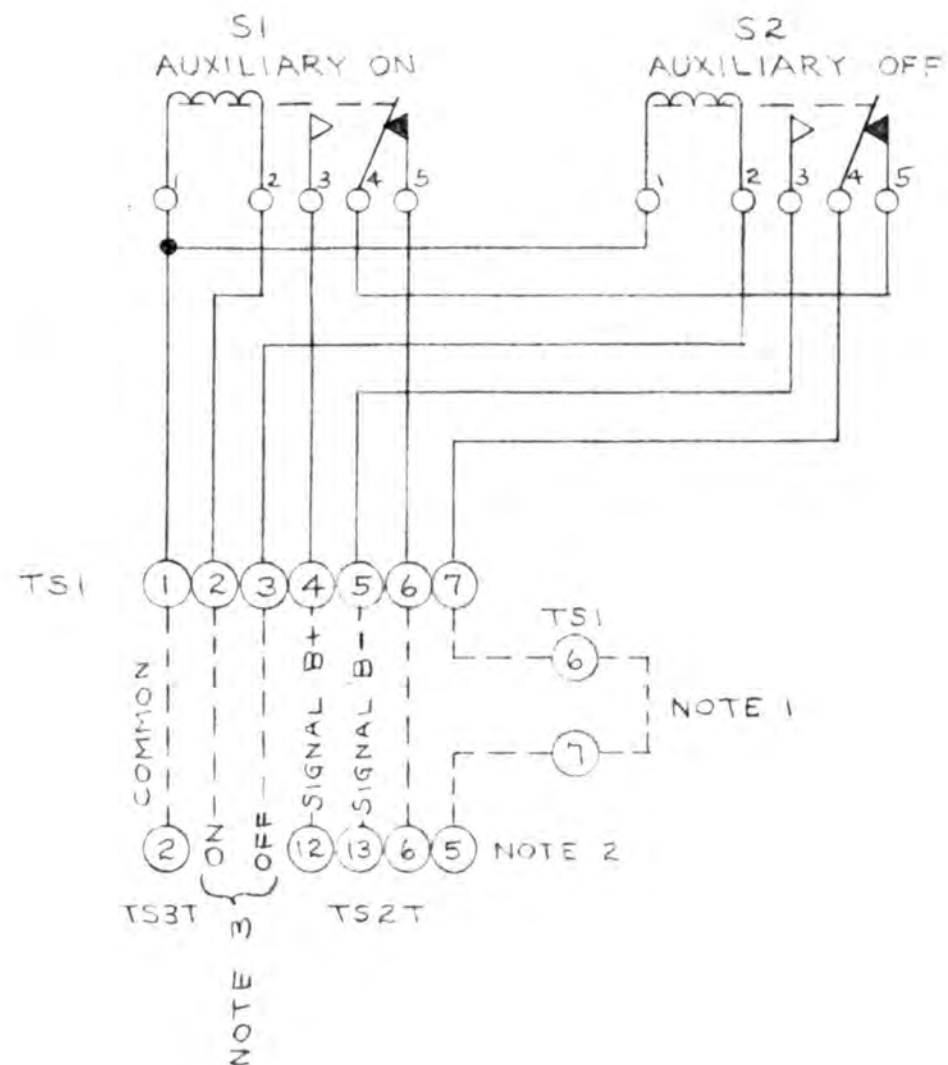 S1
AUXILIARY ON
S2
AUXILIARY OFF
1 2 3 4 5
1 2 3 4 5
TS1
1 2 3 4 5 6 7
COMMON
ON
OFF
SIGNAL B+
SIGNAL B-
TS1
6
7
NOTE 1
2
12 13 6 5
NOTE 2
TS3T
TS2T
NOTE 3